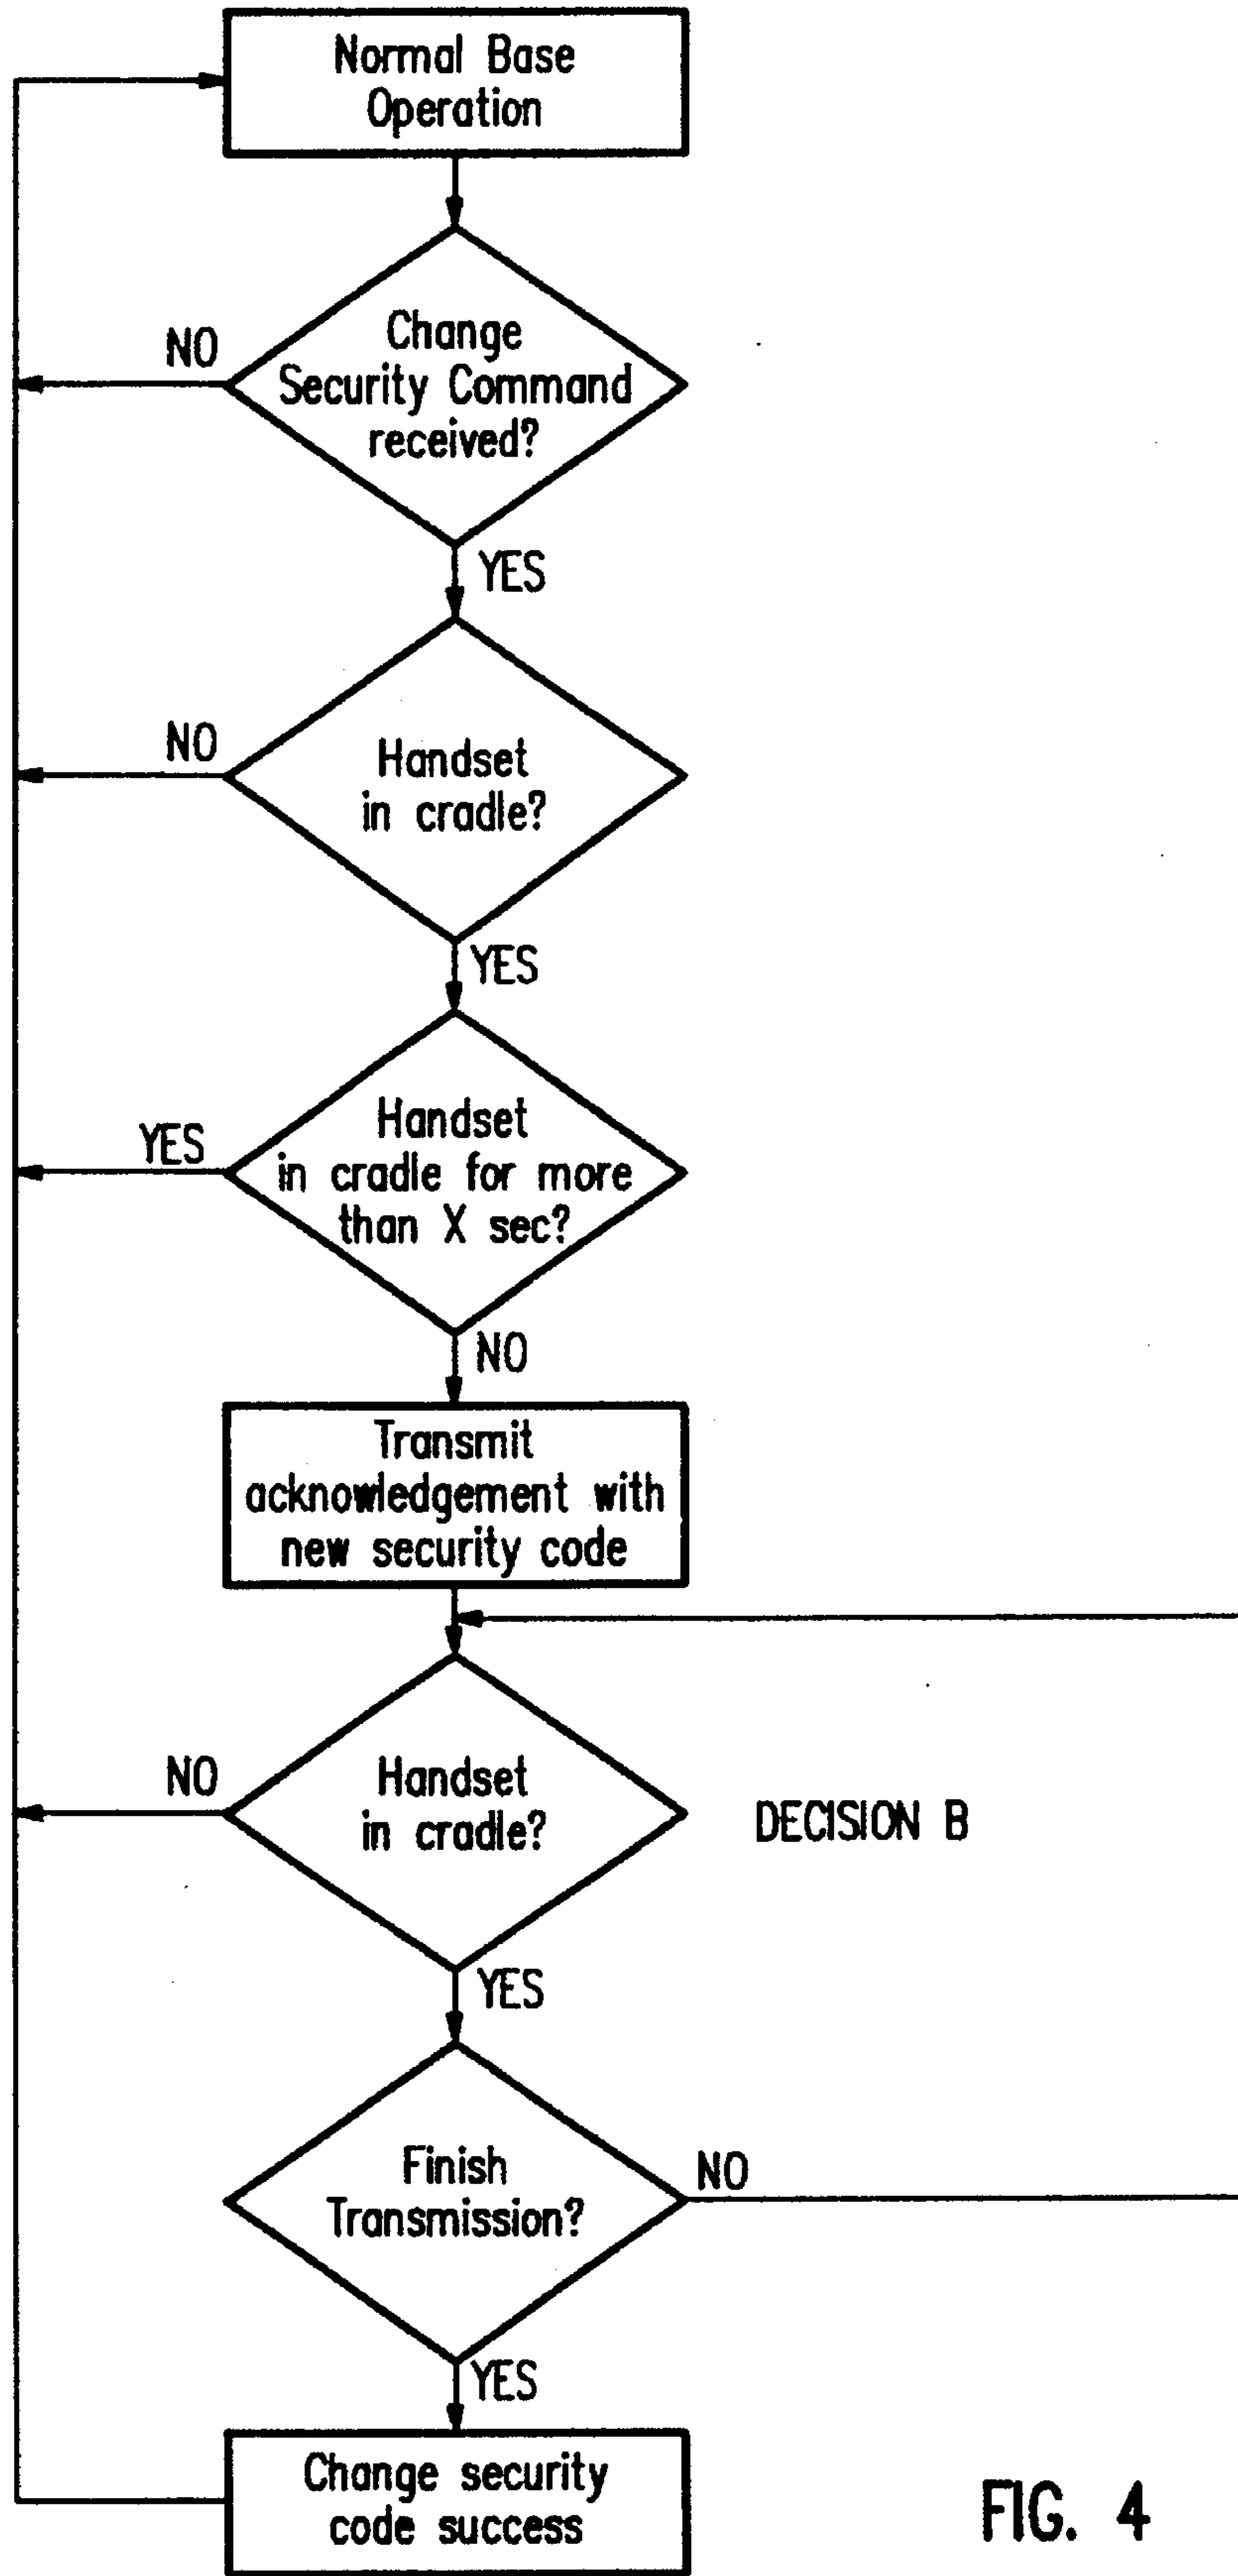 Normal Base
Operation
NO
Change
Security Command
received?
YES
NO
Handset
in cradle?
YES
YES
Handset
in cradle for more
than X sec?
NO
Transmit
acknowledgement with
new security code
NO
Handset
in cradle?
DECISION B
YES
Finish
Transmission?
NO
YES
Change security
code success
FIG. 4